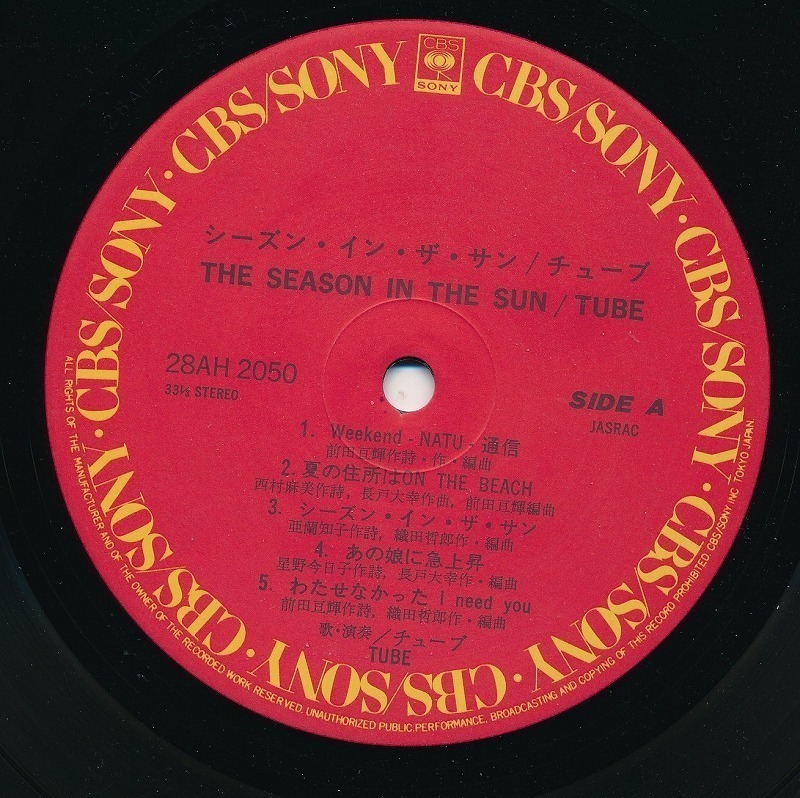 CBS
SONY
CBS/SONY · CBS/SONY · CBS/SONY · CBS/SONY · CBS/SONY · CBS/SONY · CBS/SONY · CBS/SONY
シーズン・イン・ザ・サン / チューブ
THE SEASON IN THE SUN / TUBE
28AH 2050
33⅓ STEREO
SIDE A
JASRAC
1. Weekend - NATU - 通信
前田亘輝作詩・作・編曲
2. 夏の住所はON THE BEACH
西村麻美作詩, 長戸大幸作曲, 前田亘輝編曲
3. シーズン・イン・ザ・サン
亜蘭知子作詩, 織田哲郎作・編曲
4. あの娘に急上昇
星野今日子作詩, 長戸大幸作・編曲
5. わたせなかった I need you
前田亘輝作詩, 織田哲郎作・編曲
歌・演奏 / チューブ
TUBE
ALL RIGHTS OF THE MANUFACTURER AND OF THE OWNER OF THE RECORDED WORK RESERVED. UNAUTHORIZED PUBLIC PERFORMANCE, BROADCASTING AND COPYING OF THIS RECORD PROHIBITED CBS/SONY INC. TOKYO JAPAN